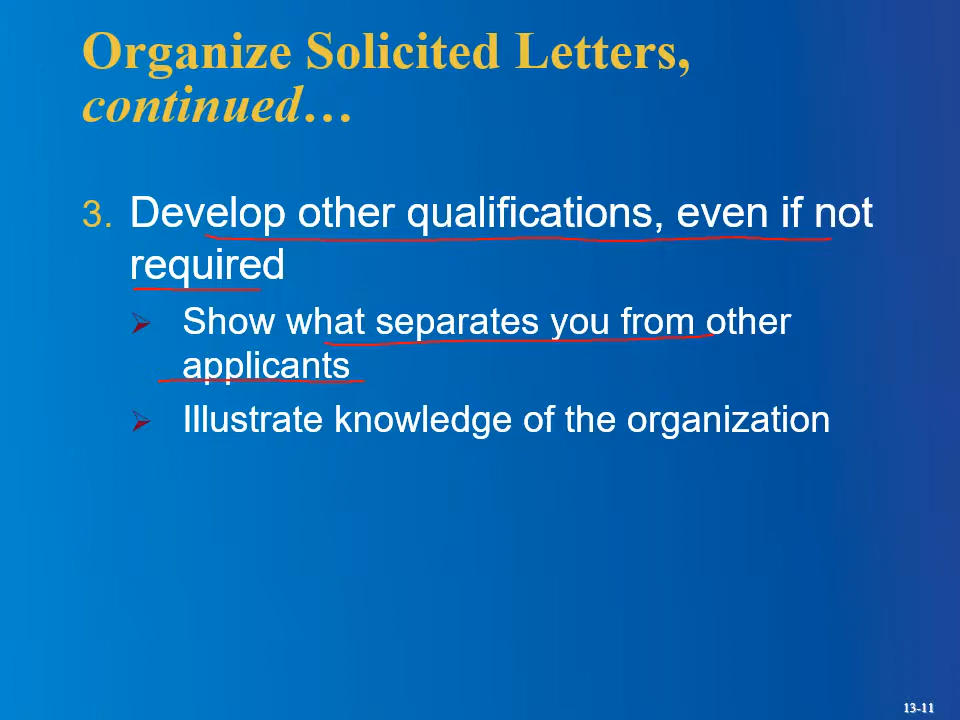 Organize Solicited Letters,
continued…
3. Develop other qualifications, even if not
required
Show what separates you from other
applicants
Illustrate knowledge of the organization
13-11